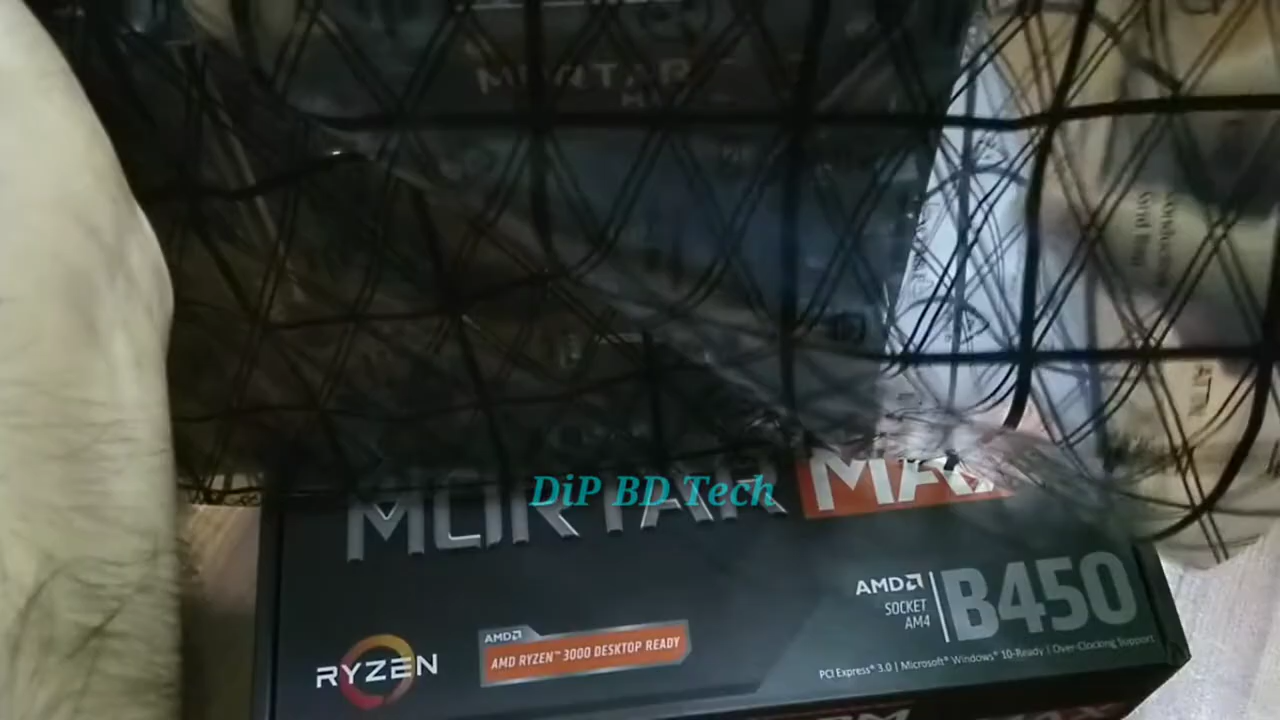 MORTAR
MORTAR MAX
DiP BD Tech
AMD
SOCKET
AM4
B450
AMD
AMD RYZEN™ 3000 DESKTOP READY
RYZEN
PCI Express® 3.0 | Microsoft® Windows® 10-Ready | Over-Clocking Support